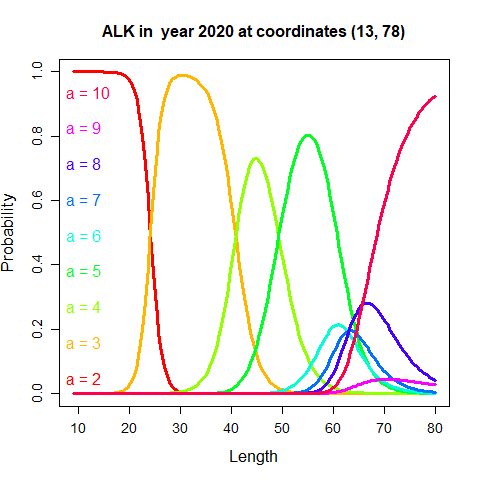 ALK in  year 2020 at coordinates (13, 78)
1.0
0.8
0.6
0.4
0.2
0.0
Probability
a = 10
a = 9
a = 8
a = 7
a = 6
a = 5
a = 4
a = 3
a = 2
10 20 30 40 50 60 70 80
Length